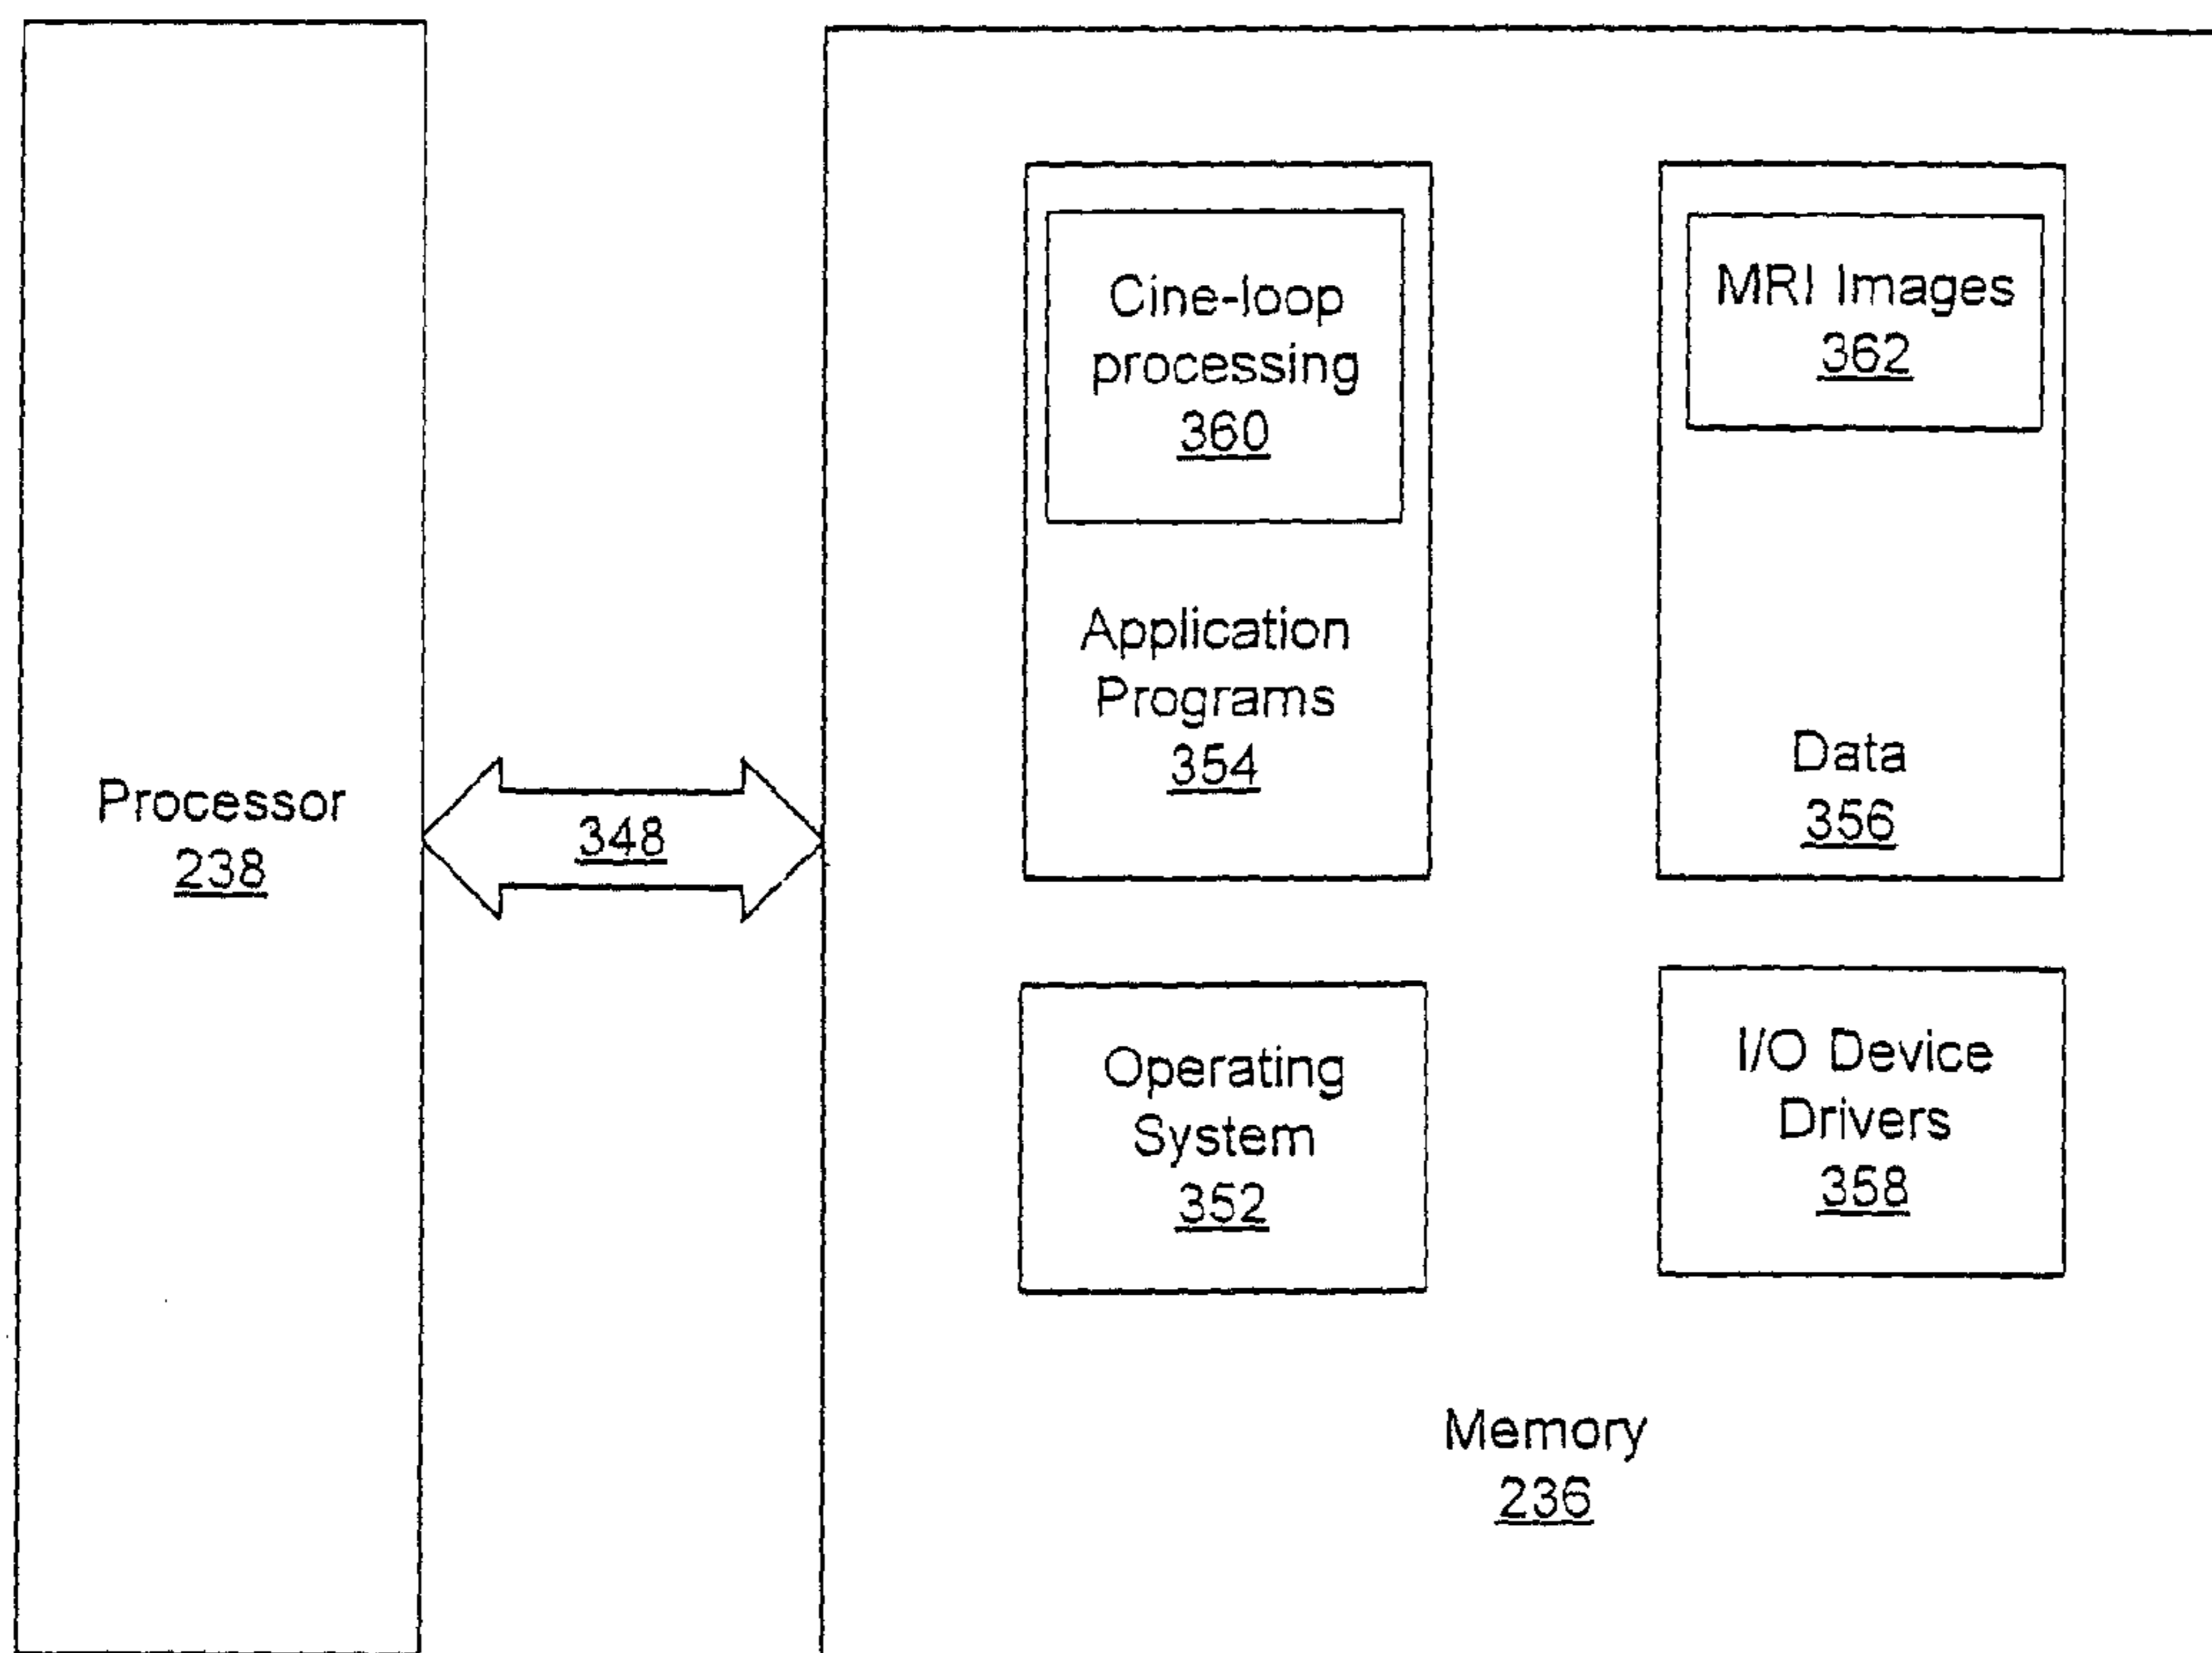 Processor
238
348
Cine-loop
processing
360
Application
Programs
354
MRI Images
362
Data
356
Operating
System
352
I/O Device
Drivers
358
Memory
236